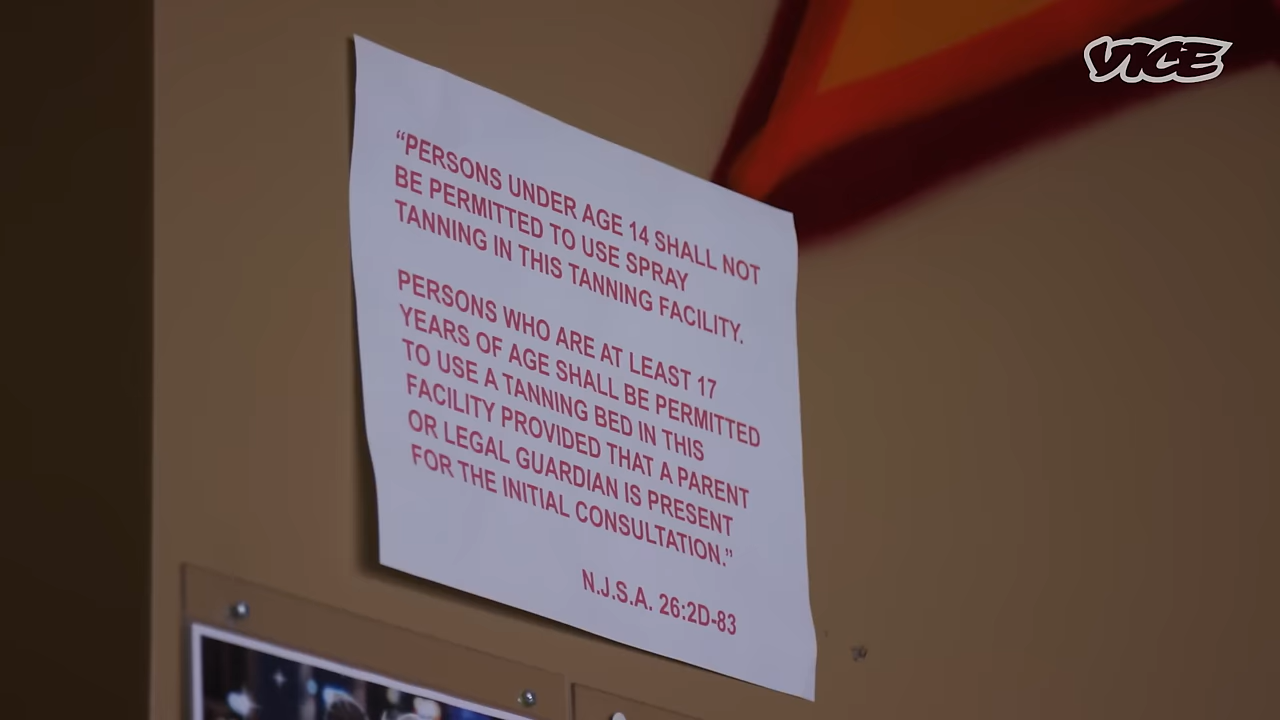 VICE
“PERSONS UNDER AGE 14 SHALL NOT
BE PERMITTED TO USE SPRAY
TANNING IN THIS TANNING FACILITY.
PERSONS WHO ARE AT LEAST 17
YEARS OF AGE SHALL BE PERMITTED
TO USE A TANNING BED IN THIS
FACILITY PROVIDED THAT A PARENT
OR LEGAL GUARDIAN IS PRESENT
FOR THE INITIAL CONSULTATION.”
N.J.S.A. 26:2D-83